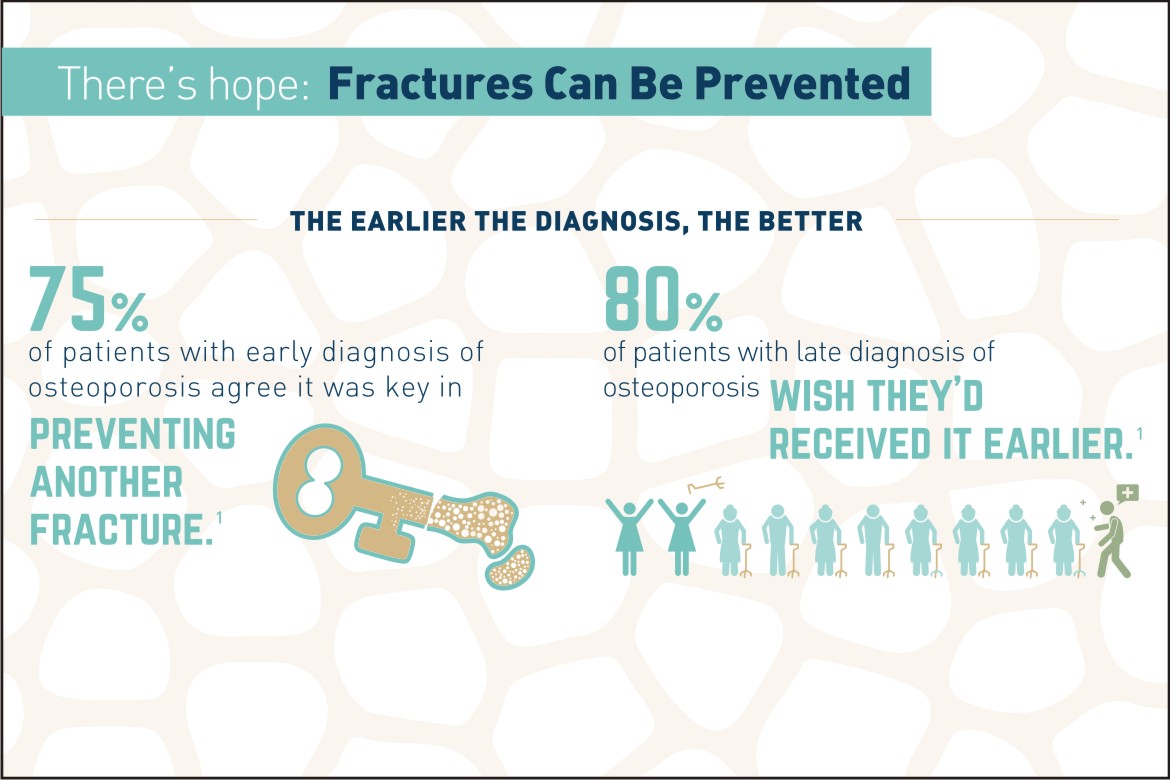 There's hope: Fractures Can Be Prevented
THE EARLIER THE DIAGNOSIS, THE BETTER
75%
of patients with early diagnosis of
osteoporosis agree it was key in
PREVENTING
ANOTHER
FRACTURE.¹
80%
of patients with late diagnosis of
osteoporosis WISH THEY'D
RECEIVED IT EARLIER.¹